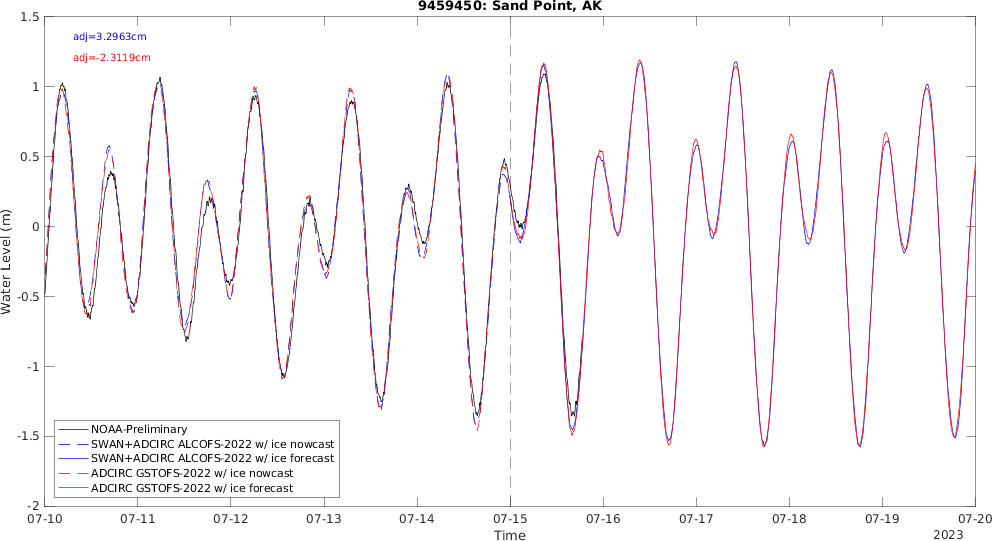 9459450: Sand Point, AK
adj=3.2963cm
adj=-2.3119cm
Water Level (m)
1.5
1
0.5
0
-0.5
-1
-1.5
-2
NOAA-Preliminary
SWAN+ADCIRC ALCOFS-2022 w/ ice nowcast
SWAN+ADCIRC ALCOFS-2022 w/ ice forecast
ADCIRC GSTOFS-2022 w/ ice nowcast
ADCIRC GSTOFS-2022 w/ ice forecast
07-10 07-11 07-12 07-13 07-14 07-15 07-16 07-17 07-18 07-19 07-20
Time
2023